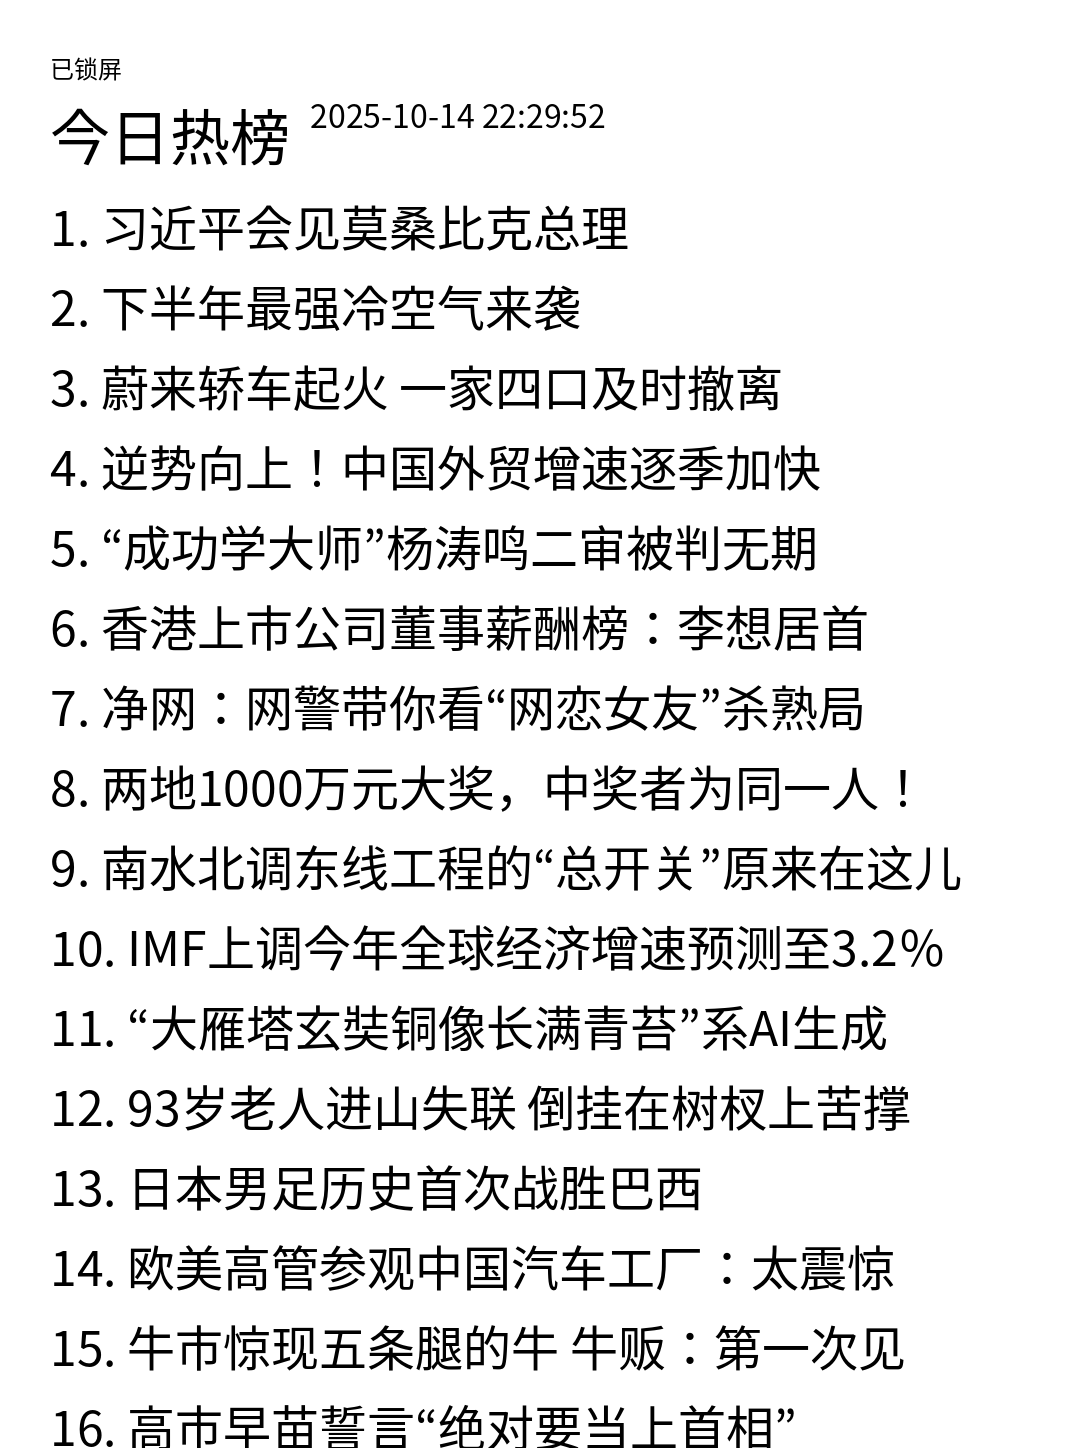 已锁屏
今日热榜 2025-10-14 22:29:52
1. 习近平会见莫桑比克总理
2. 下半年最强冷空气来袭
3. 蔚来轿车起火 一家四口及时撤离
4. 逆势向上！中国外贸增速逐季加快
5. “成功学大师”杨涛鸣二审被判无期
6. 香港上市公司董事薪酬榜：李想居首
7. 净网：网警带你看“网恋女友”杀熟局
8. 两地1000万元大奖，中奖者为同一人！
9. 南水北调东线工程的“总开关”原来在这儿
10. IMF上调今年全球经济增速预测至3.2%
11. “大雁塔玄奘铜像长满青苔”系AI生成
12. 93岁老人进山失联 倒挂在树杈上苦撑
13. 日本男足历史首次战胜巴西
14. 欧美高管参观中国汽车工厂：太震惊
15. 牛市惊现五条腿的牛 牛贩：第一次见
16. 高市早苗誓言“绝对要当上首相”